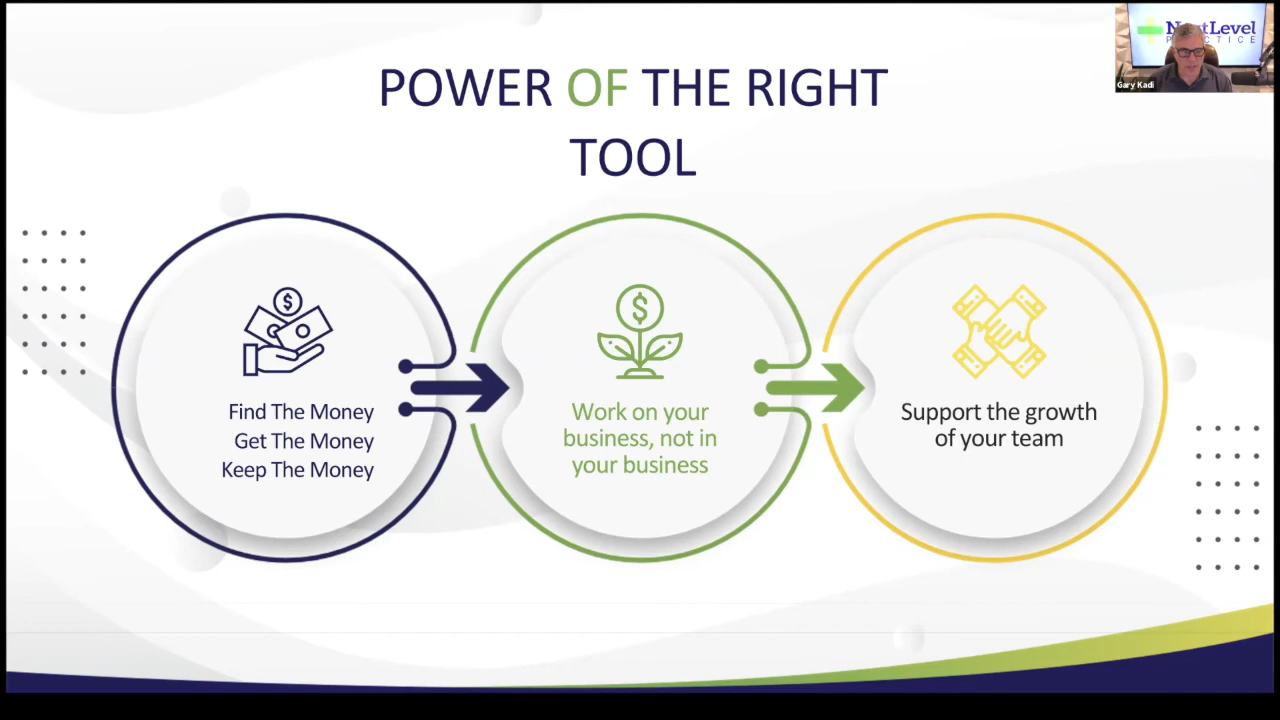 POWER OF THE RIGHT
TOOL
Find The Money
Get The Money
Keep The Money
Work on your
business, not in
your business
Support the growth
of your team
Level
Gary Kadi